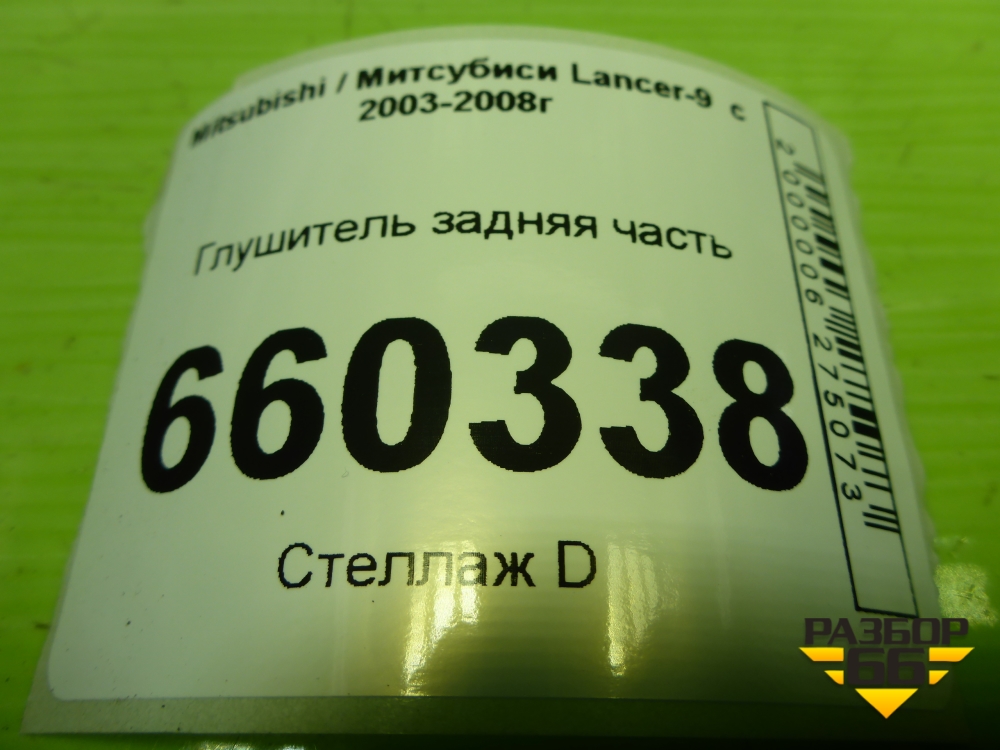 Mitsubishi / Митсубиси Lancer-9 с
2003-2008г
Глушитель задняя часть
660338
Стеллаж D
2000006275073
РАЗБОР
66